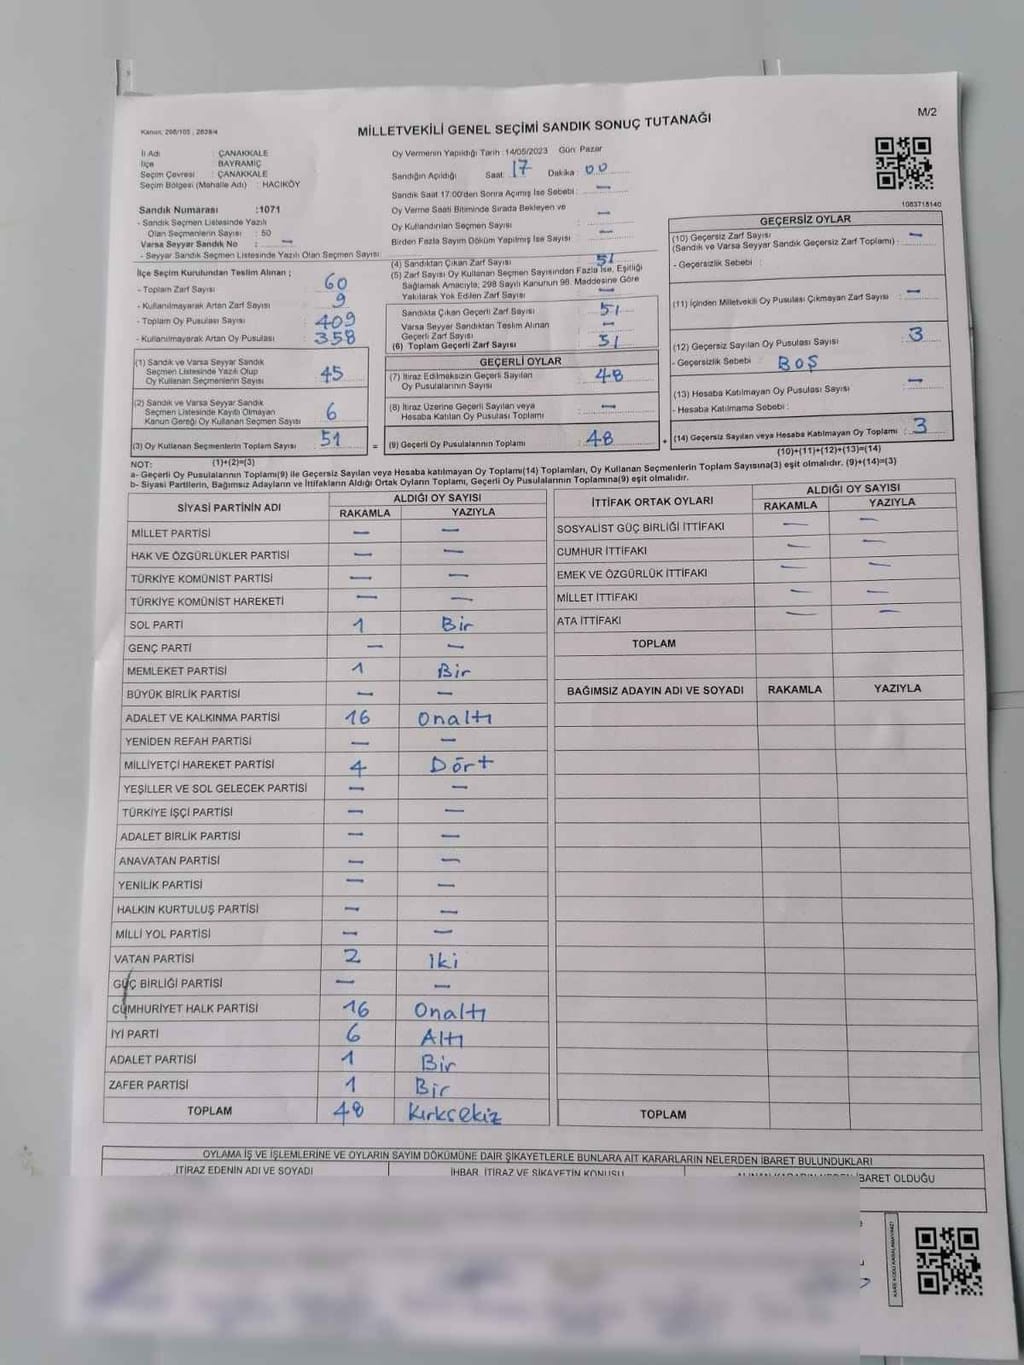 M/2
Kanun: 298/105 , 2839/4
MİLLETVEKİLİ GENEL SEÇİMİ SANDIK SONUÇ TUTANAĞI
İl Adı : ÇANAKKALE
İlçe : BAYRAMİÇ
Seçim Çevresi : ÇANAKKALE
Seçim Bölgesi (Mahalle Adı) : HACIKÖY
Sandık Numarası :1071
- Sandık Seçmen Listesinde Yazılı
Olan Seçmenlerin Sayısı : 50
Varsa Seyyar Sandık No : —
- Seyyar Sandık Seçmen Listesinde Yazılı Olan Seçmen Sayısı:
Oy Vermenin Yapıldığı Tarih :14/05/2023 Gün: Pazar
Sandığın Açıldığı Saat: 17 Dakika: 00
Sandık Saat 17:00'den Sonra Açılmış İse Sebebi : —
Oy Verme Saati Bitiminde Sırada Bekleyen ve
Oy Kullandırılan Seçmen Sayısı : —
Birden Fazla Sayım Döküm Yapılmış İse Sayısı : —
1083718140
İlçe Seçim Kurulundan Teslim Alınan ;
- Toplam Zarf Sayısı : 60
- Kullanılmayarak Artan Zarf Sayısı : 9
- Toplam Oy Pusulası Sayısı : 409
- Kullanılmayarak Artan Oy Pusulası : 358
(1) Sandık ve Varsa Seyyar Sandık
Seçmen Listesinde Yazılı Olup
Oy Kullanan Seçmenlerin Sayısı : 45
(2) Sandık ve Varsa Seyyar Sandık
Seçmen Listesinde Kayıtlı Olmayan
Kanun Gereği Oy Kullanan Seçmen Sayısı : 6
(3) Oy Kullanan Seçmenlerin Toplam Sayısı : 51
(4) Sandıktan Çıkan Zarf Sayısı : 51
(5) Zarf Sayısı Oy Kullanan Seçmen Sayısından Fazla İse, Eşitliği
Sağlamak Amacıyla, 298 Sayılı Kanunun 98. Maddesine Göre
Yakılarak Yok Edilen Zarf Sayısı : —
Sandıkta Çıkan Geçerli Zarf Sayısı : 51
Varsa Seyyar Sandıktan Teslim Alınan
Geçerli Zarf Sayısı : —
(6) Toplam Geçerli Zarf Sayısı : 51
GEÇERLİ OYLAR
(7) İtiraz Edilmeksizin Geçerli Sayılan
Oy Pusulalarının Sayısı : 48
(8) İtiraz Üzerine Geçerli Sayılan veya
Hesaba Katılan Oy Pusulası Toplamı : —
= (9) Geçerli Oy Pusulalarının Toplamı : 48
GEÇERSİZ OYLAR
(10) Geçersiz Zarf Sayısı
(Sandık ve Varsa Seyyar Sandık Geçersiz Zarf Toplamı) : —
- Geçersizlik Sebebi :
(11) İçinden Milletvekili Oy Pusulası Çıkmayan Zarf Sayısı : —
(12) Geçersiz Sayılan Oy Pusulası Sayısı : 3
- Geçersizlik Sebebi : BOŞ
(13) Hesaba Katılmayan Oy Pusulası Sayısı : —
- Hesaba Katılmama Sebebi :
+ (14) Geçersiz Sayılan veya Hesaba Katılmayan Oy Toplamı : 3
NOT: (1)+(2)=(3)
(10)+(11)+(12)+(13)=(14)
a- Geçerli Oy Pusulalarının Toplamı(9) ile Geçersiz Sayılan veya Hesaba katılmayan Oy Toplamı(14) Toplamları, Oy Kullanan Seçmenlerin Toplam Sayısına(3) eşit olmalıdır. (9)+(14)=(3)
b- Siyasi Partilerin, Bağımsız Adayların ve İttifakların Aldığı Ortak Oyların Toplamı, Geçerli Oy Pusulalarının Toplamına(9) eşit olmalıdır.
SİYASİ PARTİNİN ADI ALDIĞI OY SAYISI
RAKAMLA YAZIYLA
MİLLET PARTİSİ — —
HAK VE ÖZGÜRLÜKLER PARTİSİ — —
TÜRKİYE KOMÜNİST PARTİSİ — —
TÜRKİYE KOMÜNİST HAREKETİ — —
SOL PARTİ 1 Bir
GENÇ PARTİ — —
MEMLEKET PARTİSİ 1 Bir
BÜYÜK BİRLİK PARTİSİ — —
ADALET VE KALKINMA PARTİSİ 16 Onaltı
YENİDEN REFAH PARTİSİ — —
MİLLİYETÇİ HAREKET PARTİSİ 4 Dört
YEŞİLLER VE SOL GELECEK PARTİSİ — —
TÜRKİYE İŞÇİ PARTİSİ — —
ADALET BİRLİK PARTİSİ — —
ANAVATAN PARTİSİ — —
YENİLİK PARTİSİ — —
HALKIN KURTULUŞ PARTİSİ — —
MİLLİ YOL PARTİSİ — —
VATAN PARTİSİ 2 İki
GÜÇ BİRLİĞİ PARTİSİ — —
CUMHURİYET HALK PARTİSİ 16 Onaltı
İYİ PARTİ 6 Altı
ADALET PARTİSİ 1 Bir
ZAFER PARTİSİ 1 Bir
TOPLAM 48 Kırksekiz
İTTİFAK ORTAK OYLARI ALDIĞI OY SAYISI
RAKAMLA YAZIYLA
SOSYALİST GÜÇ BİRLİĞİ İTTİFAKI — —
CUMHUR İTTİFAKI — —
EMEK VE ÖZGÜRLÜK İTTİFAKI — —
MİLLET İTTİFAKI — —
ATA İTTİFAKI — —
TOPLAM
BAĞIMSIZ ADAYIN ADI VE SOYADI RAKAMLA YAZIYLA
TOPLAM
OYLAMA İŞ VE İŞLEMLERİNE VE OYLARIN SAYIM DÖKÜMÜNE DAİR ŞİKAYETLERLE BUNLARA AİT KARARLARIN NELERDEN İBARET BULUNDUKLARI
İTİRAZ EDENİN ADI VE SOYADI İHBAR, İTİRAZ VE ŞİKAYETİN KONUSU İBARET OLDUĞU